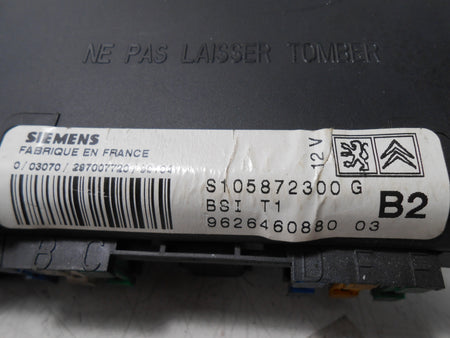 NE PAS LAISSER TOMBER
SIEMENS
FABRIQUE EN FRANCE
12 V
S105872300 G
BSI T1
9626460880 03
B2
B C
D E F